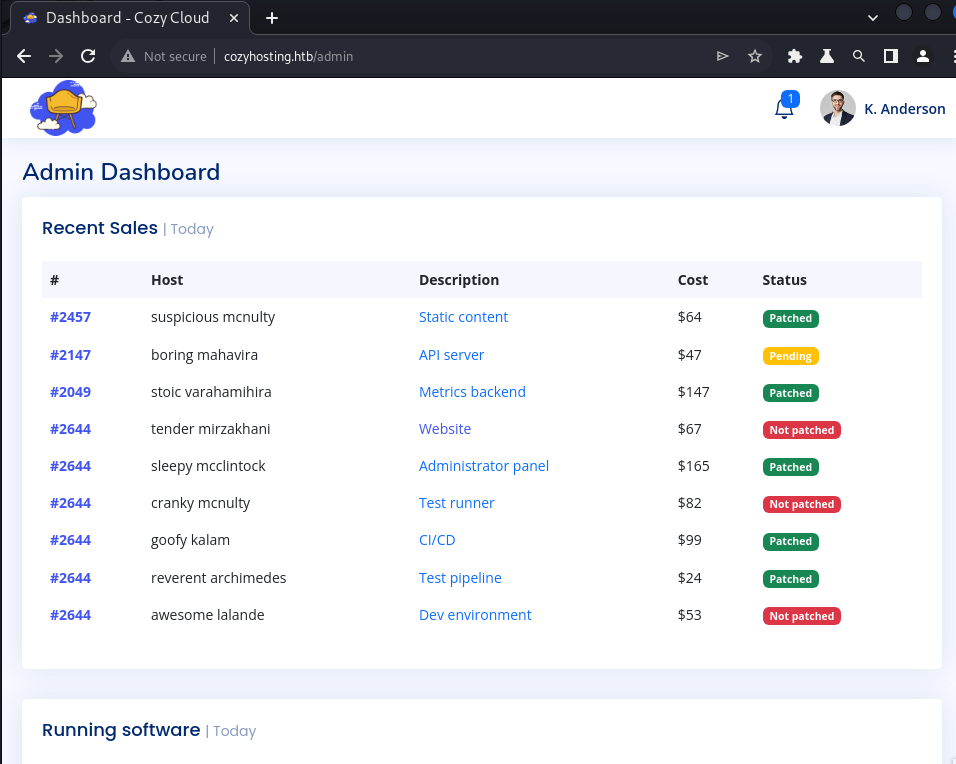 Dashboard - Cozy Cloud
Not secure cozyhosting.htb/admin
1
K. Anderson
Admin Dashboard
Recent Sales | Today
# Host Description Cost Status
#2457 suspicious mcnulty Static content $64 Patched
#2147 boring mahavira API server $47 Pending
#2049 stoic varahamihira Metrics backend $147 Patched
#2644 tender mirzakhani Website $67 Not patched
#2644 sleepy mcclintock Administrator panel $165 Patched
#2644 cranky mcnulty Test runner $82 Not patched
#2644 goofy kalam CI/CD $99 Patched
#2644 reverent archimedes Test pipeline $24 Patched
#2644 awesome lalande Dev environment $53 Not patched
Running software | Today